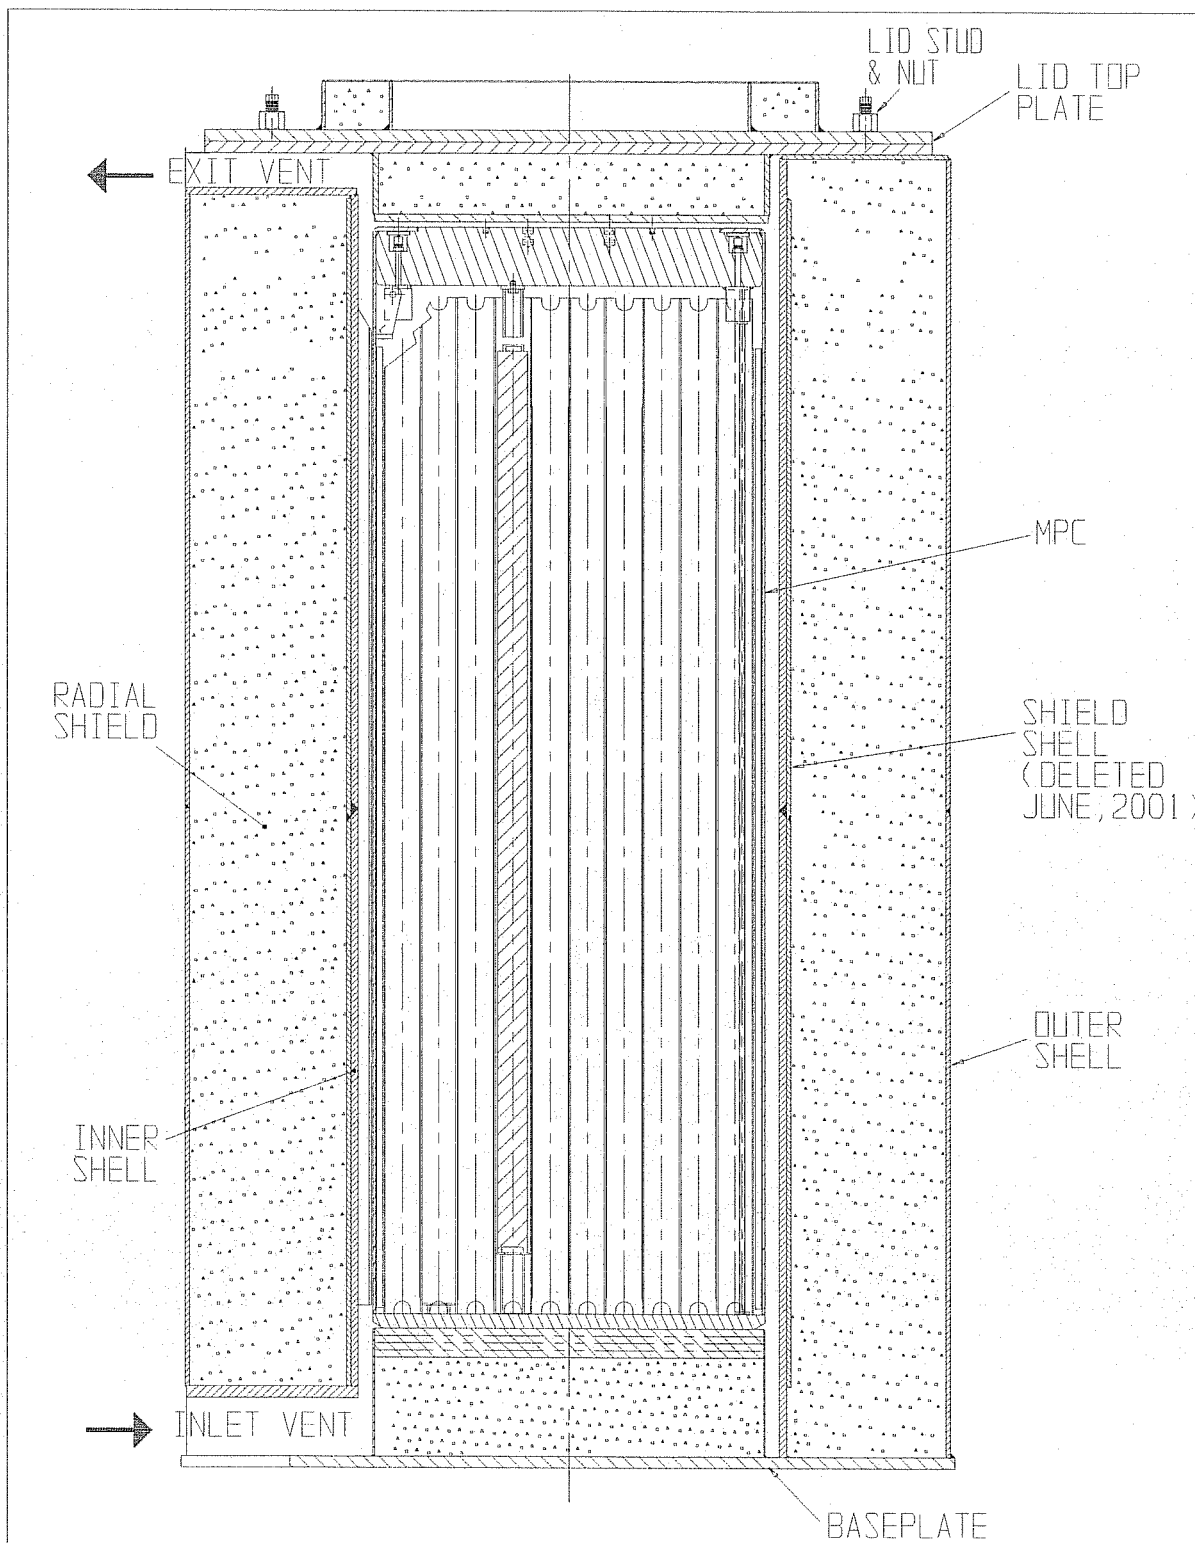 LID STUD
& NUT
LID TOP
PLATE
EXIT VENT
MPC
RADIAL
SHIELD
SHIELD
SHELL
(DELETED
JUNE, 2001)
OUTER
SHELL
INNER
SHELL
INLET VENT
BASEPLATE